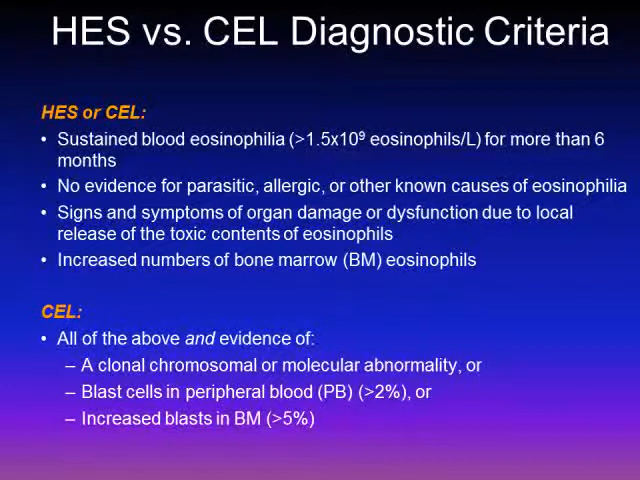 HES vs. CEL Diagnostic Criteria
HES or CEL:
• Sustained blood eosinophilia (>1.5x10⁹ eosinophils/L) for more than 6
months
• No evidence for parasitic, allergic, or other known causes of eosinophilia
• Signs and symptoms of organ damage or dysfunction due to local
release of the toxic contents of eosinophils
• Increased numbers of bone marrow (BM) eosinophils
CEL:
• All of the above and evidence of:
– A clonal chromosomal or molecular abnormality, or
– Blast cells in peripheral blood (PB) (>2%), or
– Increased blasts in BM (>5%)